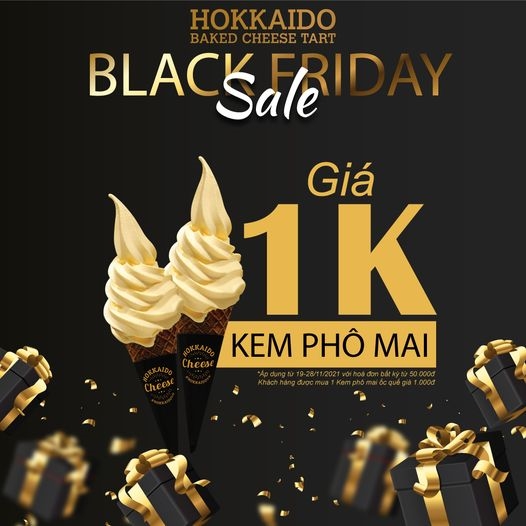 HOKKAIDO
BAKED CHEESE TART
BLACK FRIDAY
Sale
Giá
1K
KEM PHÔ MAI
*Áp dụng từ 19-28/11/2021 với hoá đơn bất kỳ từ 50.000đ
Khách hàng được mua 1 Kem phô mai ốc quế giá 1.000đ
HOKKAIDO
Cheese
HOKKAIDO
Cheese